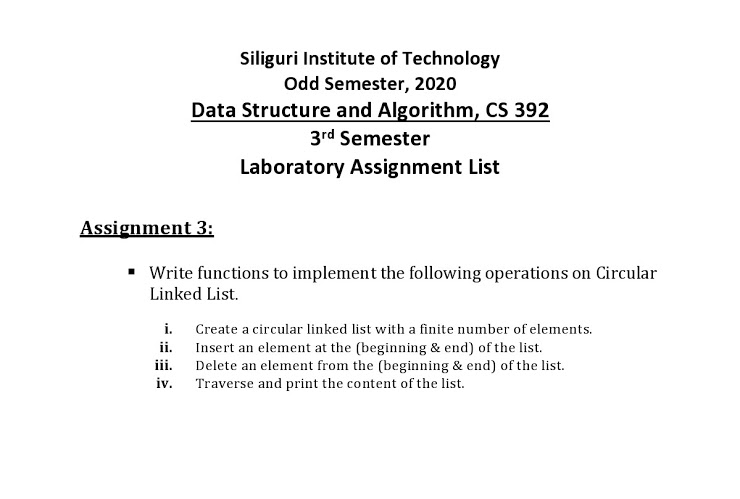 Siliguri Institute of Technology
Odd Semester, 2020
Data Structure and Algorithm, CS 392
3rd Semester
Laboratory Assignment List
Assignment 3:
▪ Write functions to implement the following operations on Circular
Linked List.
i. Create a circular linked list with a finite number of elements.
ii. Insert an element at the (beginning & end) of the list.
iii. Delete an element from the (beginning & end) of the list.
iv. Traverse and print the content of the list.